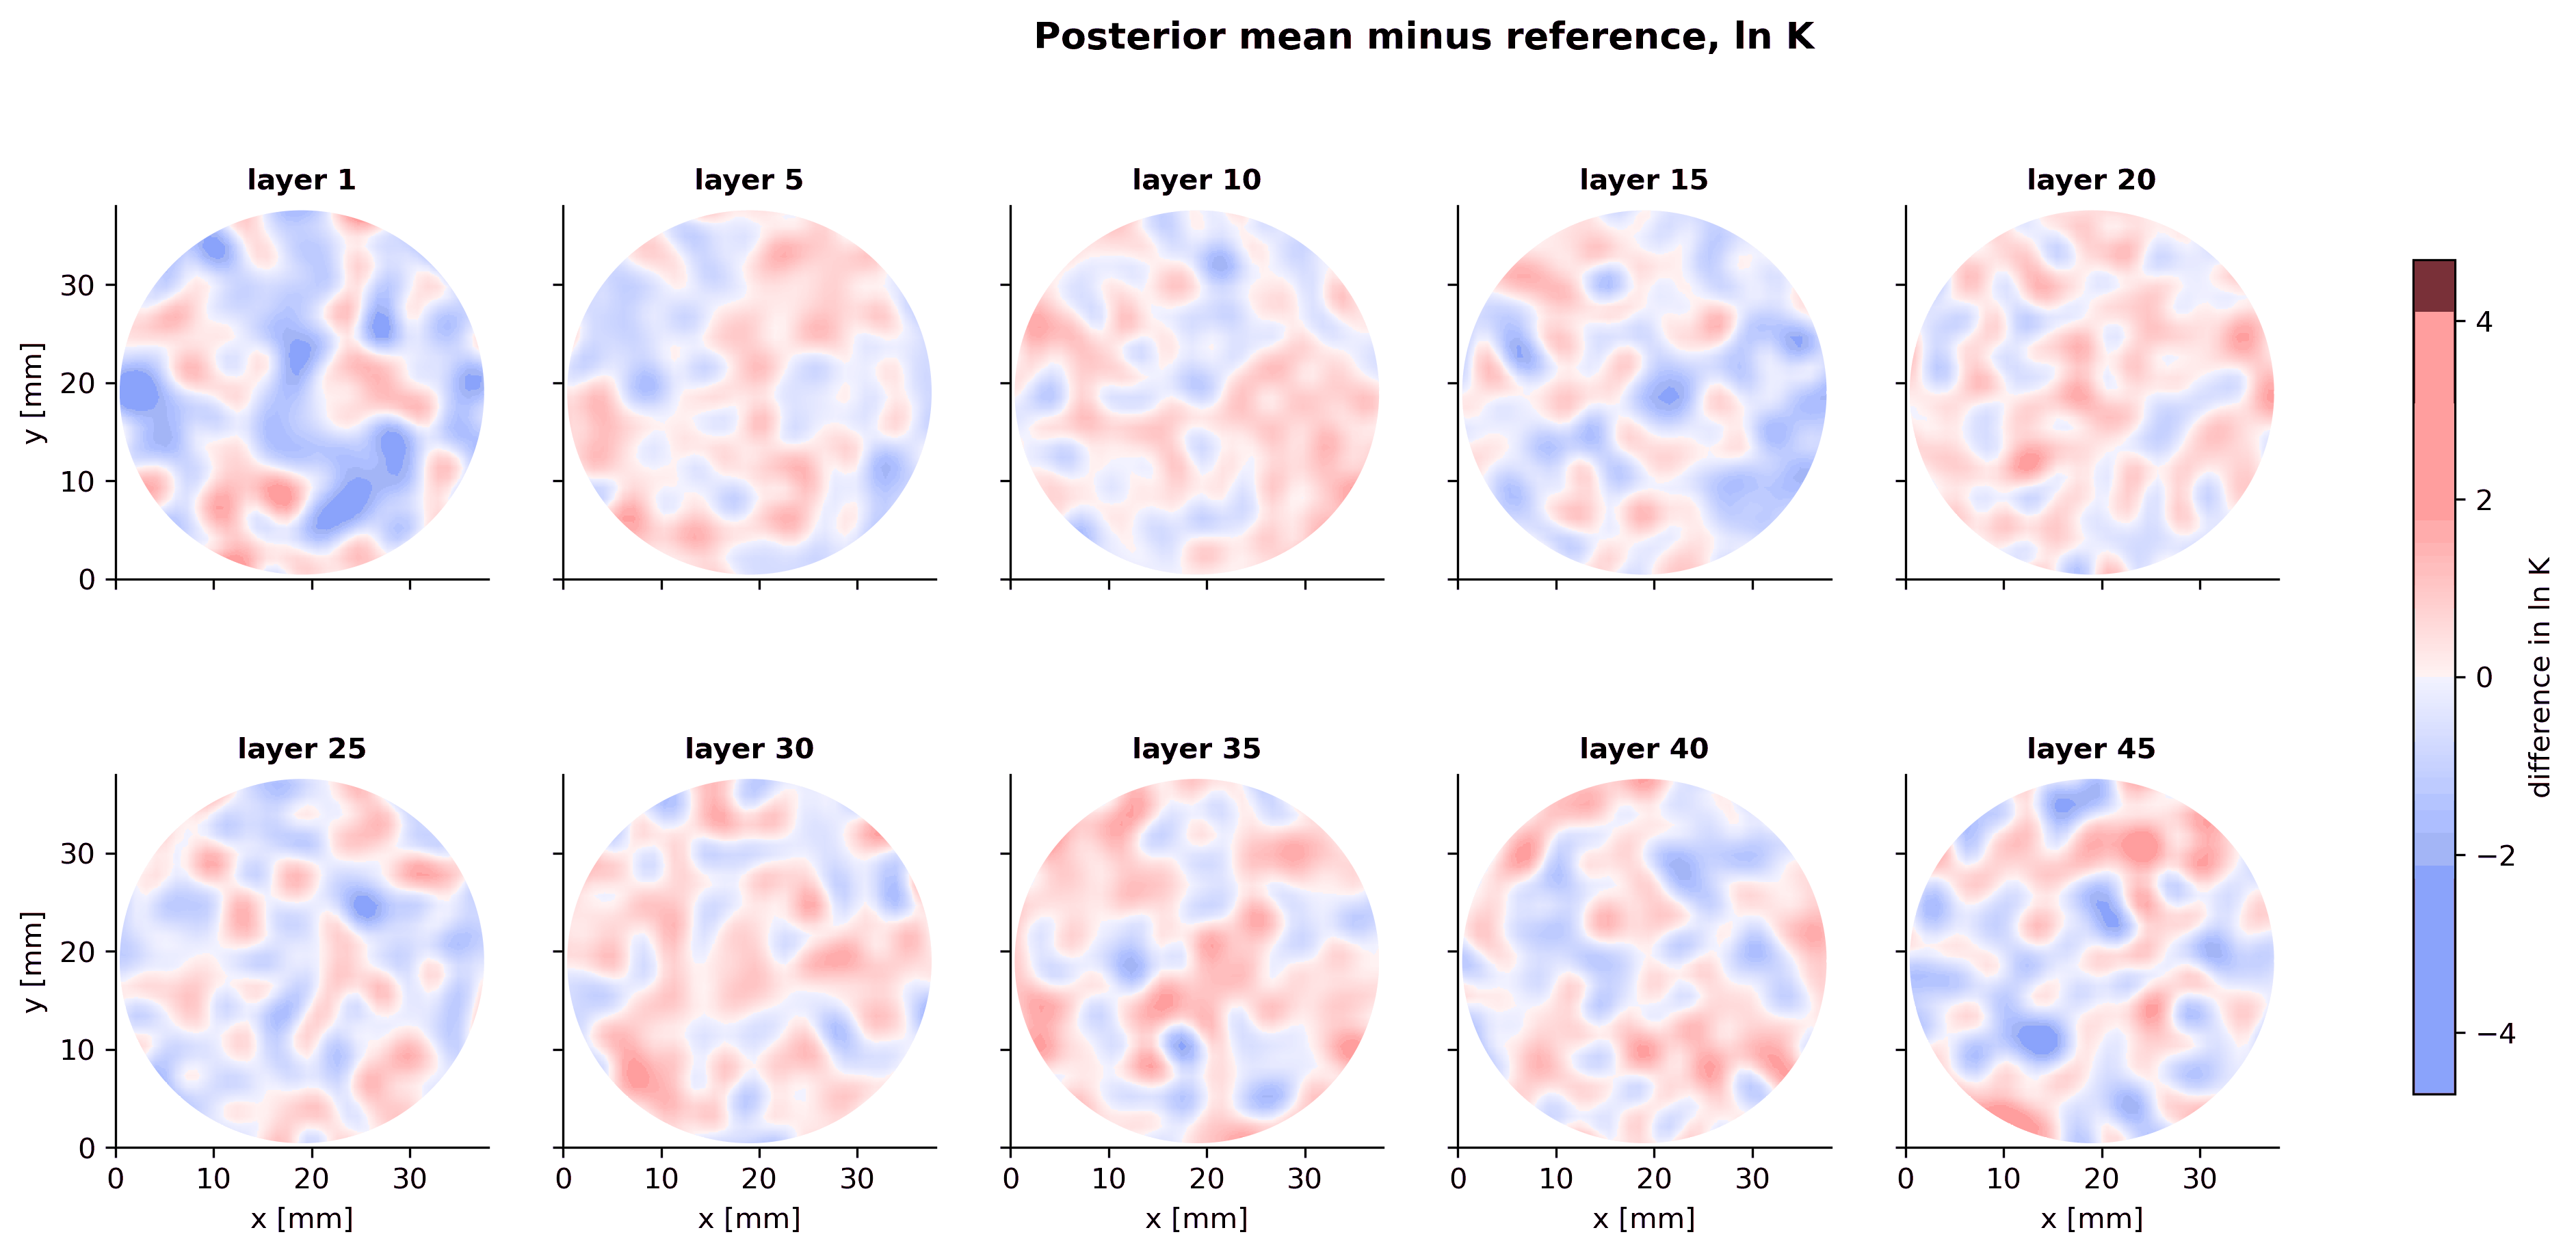 Posterior mean minus reference, ln K
layer 1
layer 5
layer 10
layer 15
layer 20
y [mm]
30
20
10
0
layer 25
layer 30
layer 35
layer 40
layer 45
y [mm]
30
20
10
0
0 10 20 30
0 10 20 30
0 10 20 30
0 10 20 30
0 10 20 30
x [mm]
x [mm]
x [mm]
x [mm]
x [mm]
4
2
0
−2
−4
difference in ln K